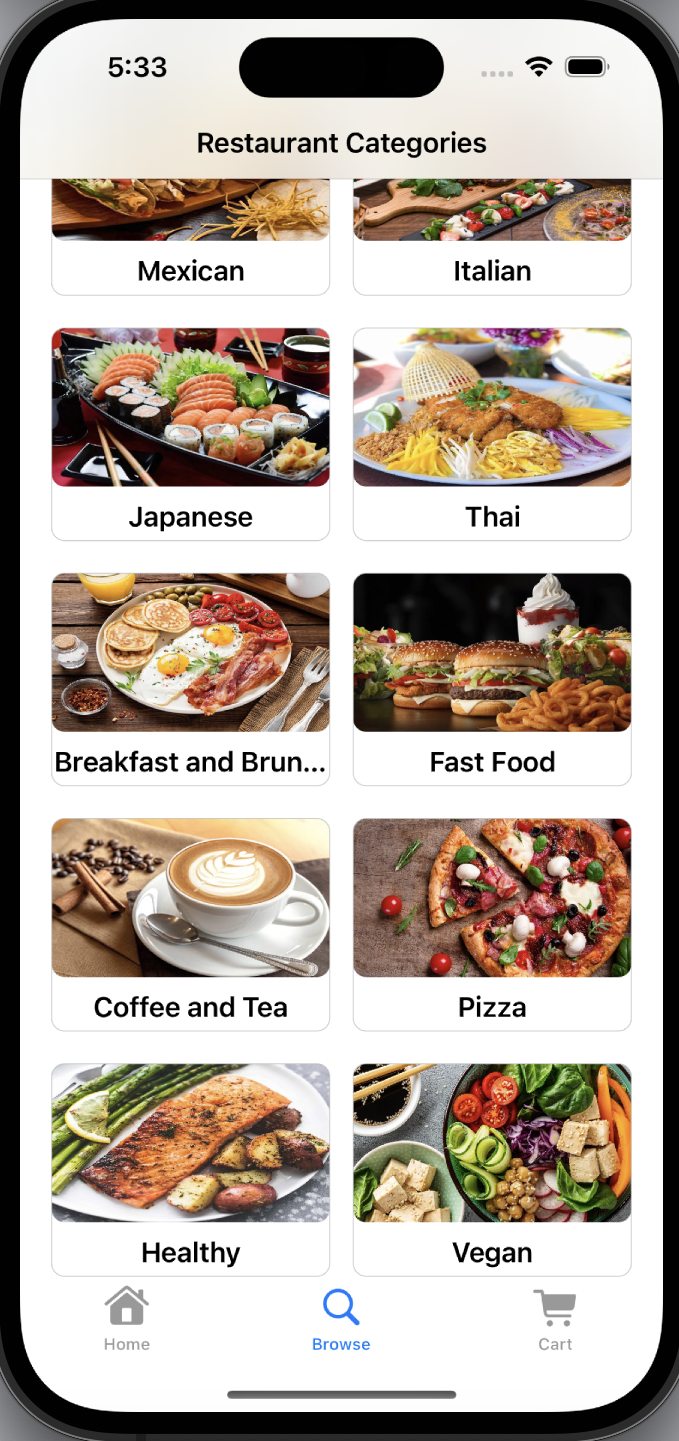 5:33
Restaurant Categories
Mexican
Italian
Japanese
Thai
Breakfast and Brun...
Fast Food
Coffee and Tea
Pizza
Healthy
Vegan
Home
Browse
Cart